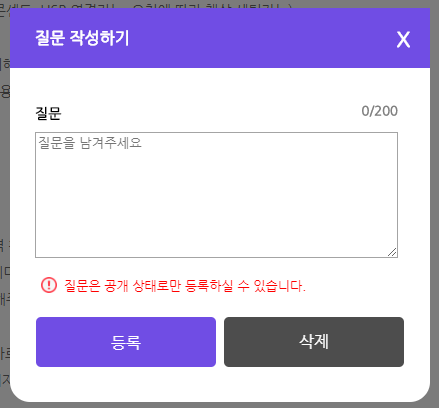 질문 작성하기 X
질문 0/200
질문을 남겨주세요
질문은 공개 상태로만 등록하실 수 있습니다.
등록 삭제